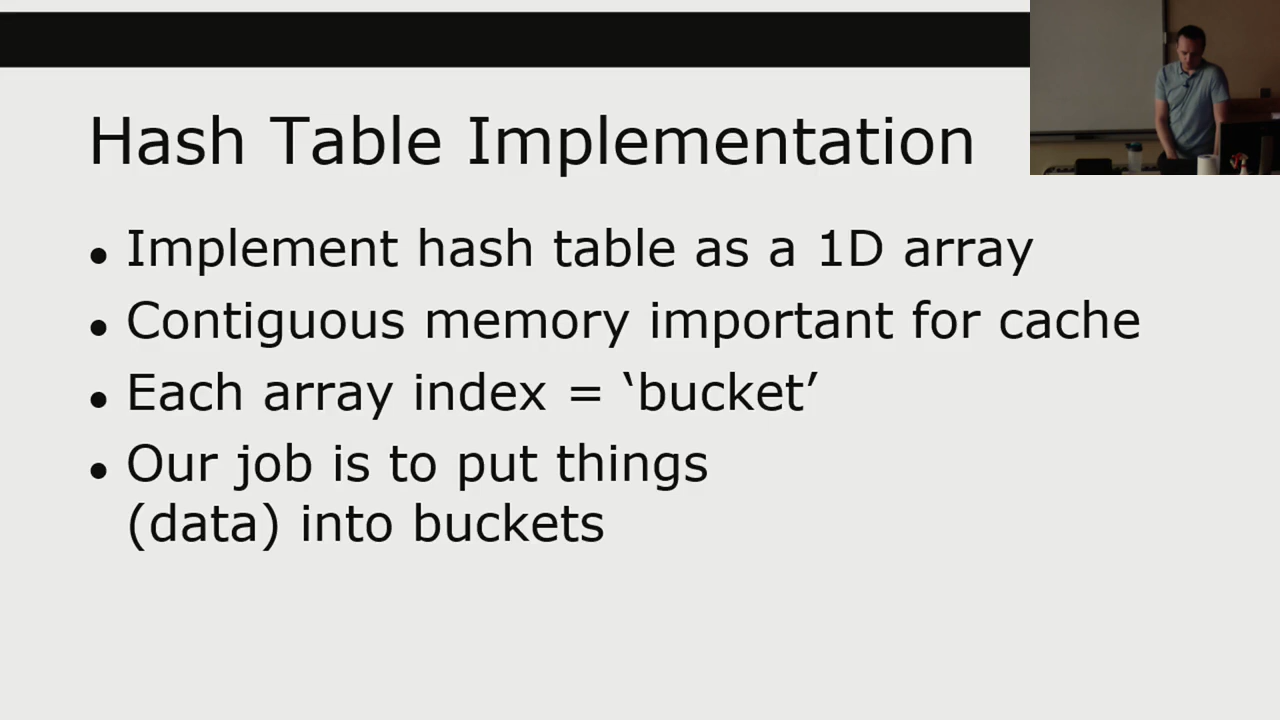 Hash Table Implementation
• Implement hash table as a 1D array
• Contiguous memory important for cache
• Each array index = ‘bucket’
• Our job is to put things
(data) into buckets